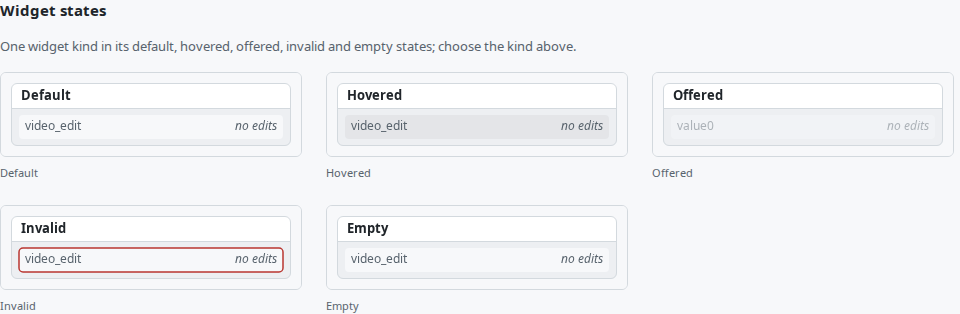 Widget states
One widget kind in its default, hovered, offered, invalid and empty states; choose the kind above.
Default
video_edit no edits
Default
Hovered
video_edit no edits
Hovered
Offered
value0 no edits
Offered
Invalid
video_edit no edits
Invalid
Empty
video_edit no edits
Empty